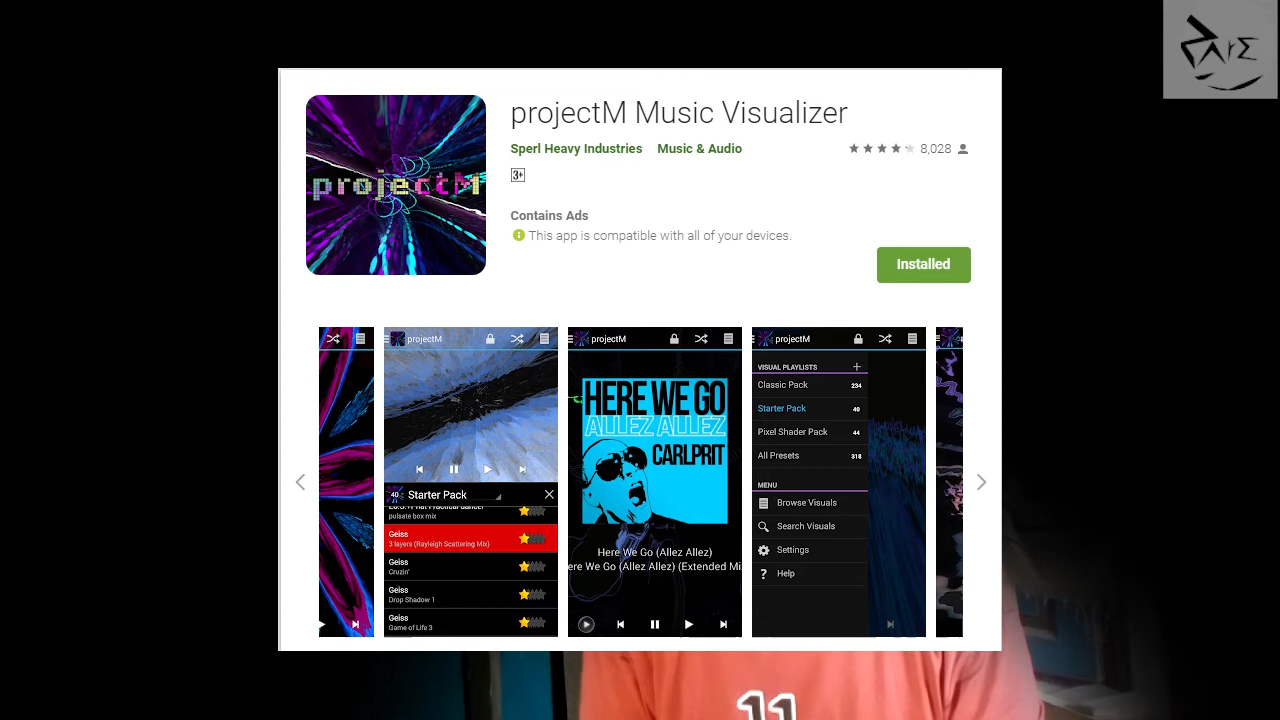 projectM Music Visualizer
Sperl Heavy Industries Music & Audio
8,028
3+
Contains Ads
This app is compatible with all of your devices.
Installed
projectM
projectM
Starter Pack
40
pulsate box mix
Geiss
3 layers (Rayleigh Scattering Mix)
Geiss
Cruzin'
Geiss
Drop Shadow 1
Geiss
Game of Life 3
projectM
HERE WE GO
ALLEZ ALLEZ
CARLPRIT
Here We Go (Allez Allez)
ere We Go (Allez Allez) (Extended Mi
projectM
VISUAL PLAYLISTS
Classic Pack 234
Starter Pack 40
Pixel Shader Pack 44
All Presets 318
MENU
Browse Visuals
Search Visuals
Settings
Help
11